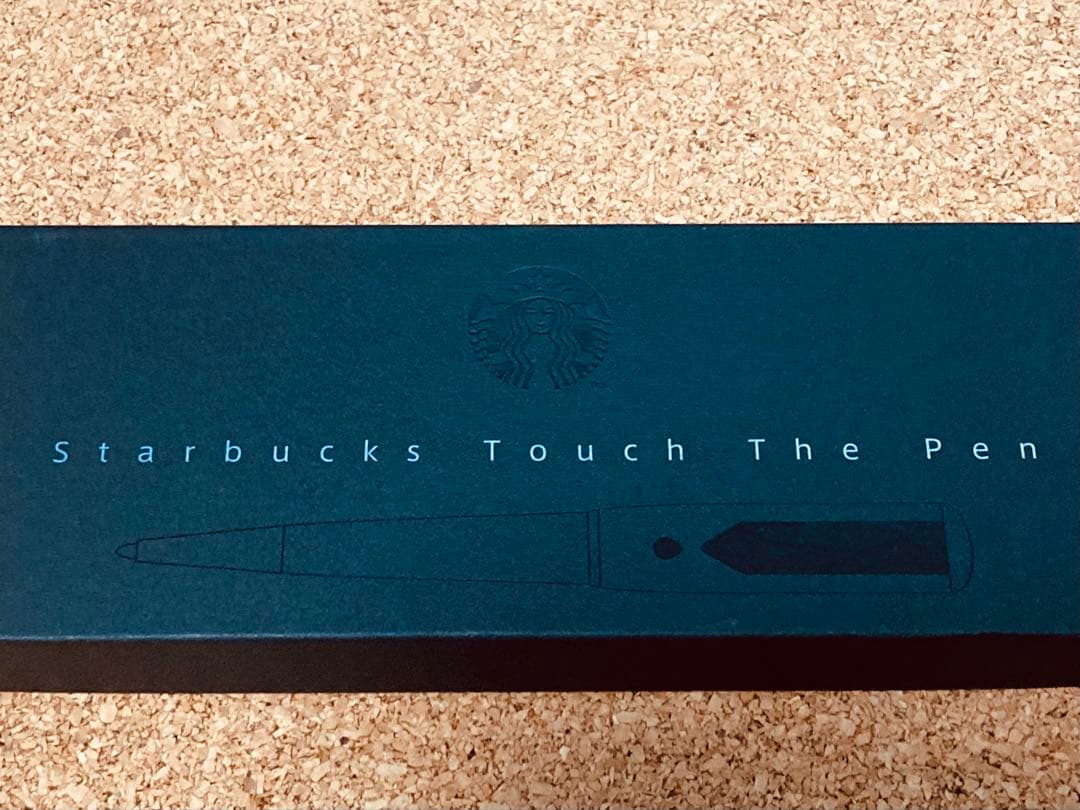 Starbucks Touch The Pen